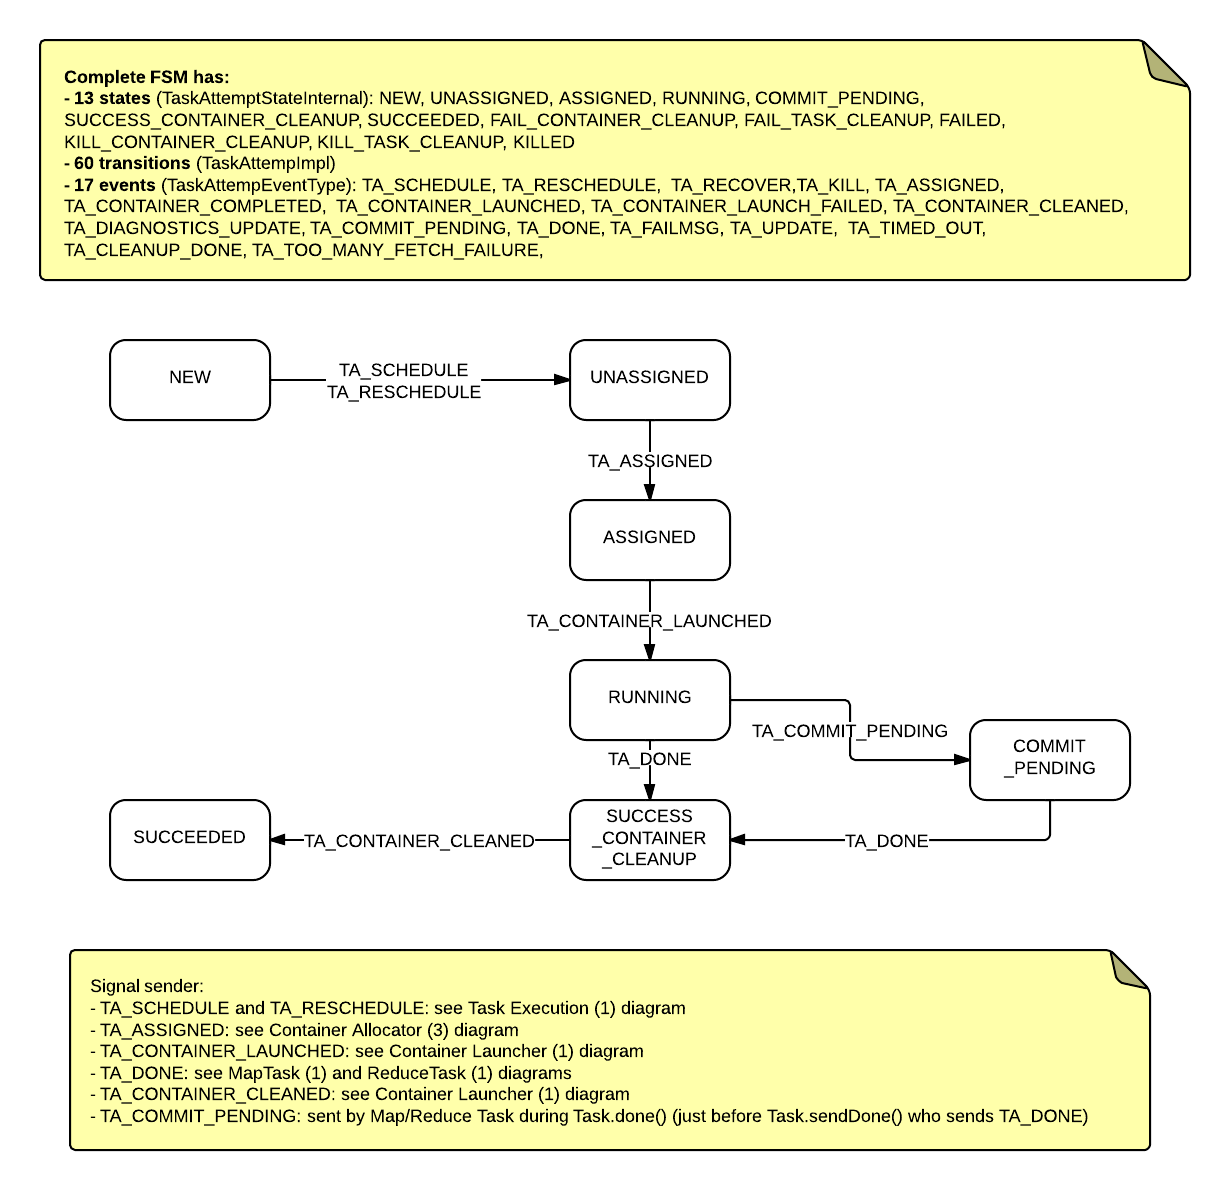 Complete FSM has:
- 13 states (TaskAttemptStateInternal): NEW, UNASSIGNED, ASSIGNED, RUNNING, COMMIT_PENDING,
SUCCESS_CONTAINER_CLEANUP, SUCCEEDED, FAIL_CONTAINER_CLEANUP, FAIL_TASK_CLEANUP, FAILED,
KILL_CONTAINER_CLEANUP, KILL_TASK_CLEANUP, KILLED
- 60 transitions (TaskAttempImpl)
- 17 events (TaskAttempEventType): TA_SCHEDULE, TA_RESCHEDULE,  TA_RECOVER,TA_KILL, TA_ASSIGNED,
TA_CONTAINER_COMPLETED,  TA_CONTAINER_LAUNCHED, TA_CONTAINER_LAUNCH_FAILED, TA_CONTAINER_CLEANED,
TA_DIAGNOSTICS_UPDATE, TA_COMMIT_PENDING, TA_DONE, TA_FAILMSG, TA_UPDATE,  TA_TIMED_OUT,
TA_CLEANUP_DONE, TA_TOO_MANY_FETCH_FAILURE,
NEW
TA_SCHEDULE
TA_RESCHEDULE
UNASSIGNED
TA_ASSIGNED
ASSIGNED
TA_CONTAINER_LAUNCHED
RUNNING
TA_COMMIT_PENDING
COMMIT
_PENDING
TA_DONE
SUCCEEDED
TA_CONTAINER_CLEANED
SUCCESS
_CONTAINER
_CLEANUP
TA_DONE
Signal sender:
- TA_SCHEDULE and TA_RESCHEDULE: see Task Execution (1) diagram
- TA_ASSIGNED: see Container Allocator (3) diagram
- TA_CONTAINER_LAUNCHED: see Container Launcher (1) diagram
- TA_DONE: see MapTask (1) and ReduceTask (1) diagrams
- TA_CONTAINER_CLEANED: see Container Launcher (1) diagram
- TA_COMMIT_PENDING: sent by Map/Reduce Task during Task.done() (just before Task.sendDone() who sends TA_DONE)